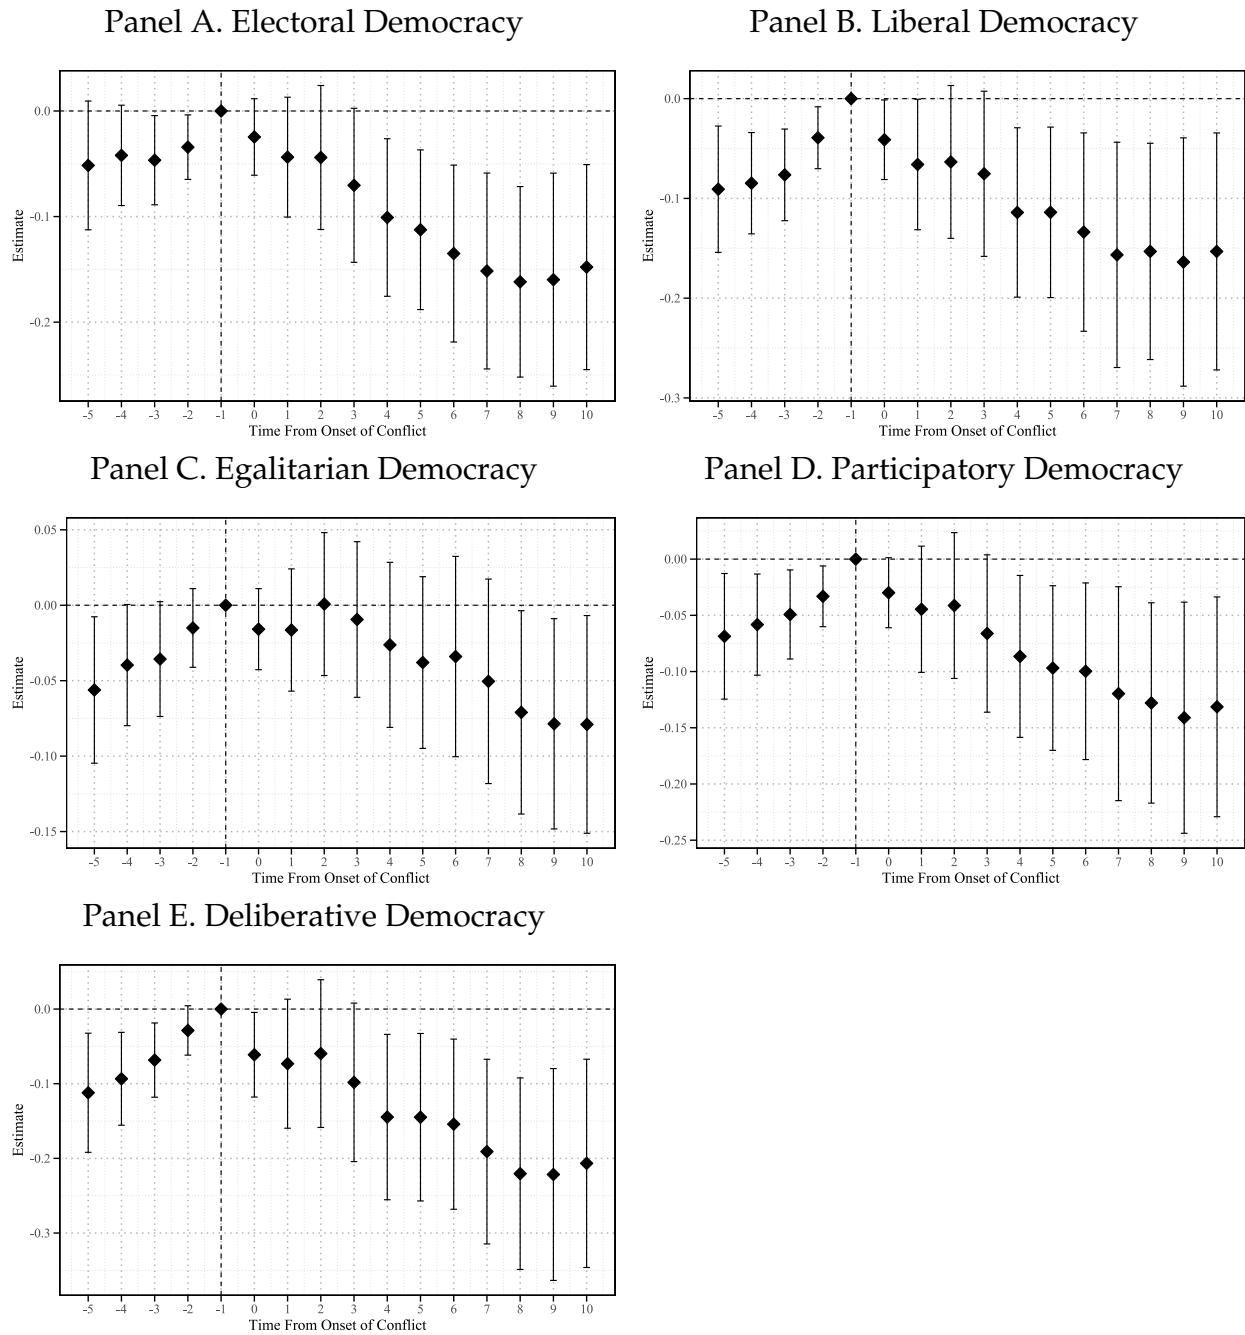 Panel A. Electoral Democracy
0.0
-0.1
-0.2
Estimate
-5 -4 -3 -2 -1 0 1 2 3 4 5 6 7 8 9 10
Time From Onset of Conflict
Panel B. Liberal Democracy
0.0
-0.1
-0.2
-0.3
Estimate
-5 -4 -3 -2 -1 0 1 2 3 4 5 6 7 8 9 10
Time From Onset of Conflict
Panel C. Egalitarian Democracy
0.05
0.00
-0.05
-0.10
-0.15
Estimate
-5 -4 -3 -2 -1 0 1 2 3 4 5 6 7 8 9 10
Time From Onset of Conflict
Panel D. Participatory Democracy
0.00
-0.05
-0.10
-0.15
-0.20
-0.25
Estimate
-5 -4 -3 -2 -1 0 1 2 3 4 5 6 7 8 9 10
Time From Onset of Conflict
Panel E. Deliberative Democracy
0.0
-0.1
-0.2
-0.3
Estimate
-5 -4 -3 -2 -1 0 1 2 3 4 5 6 7 8 9 10
Time From Onset of Conflict